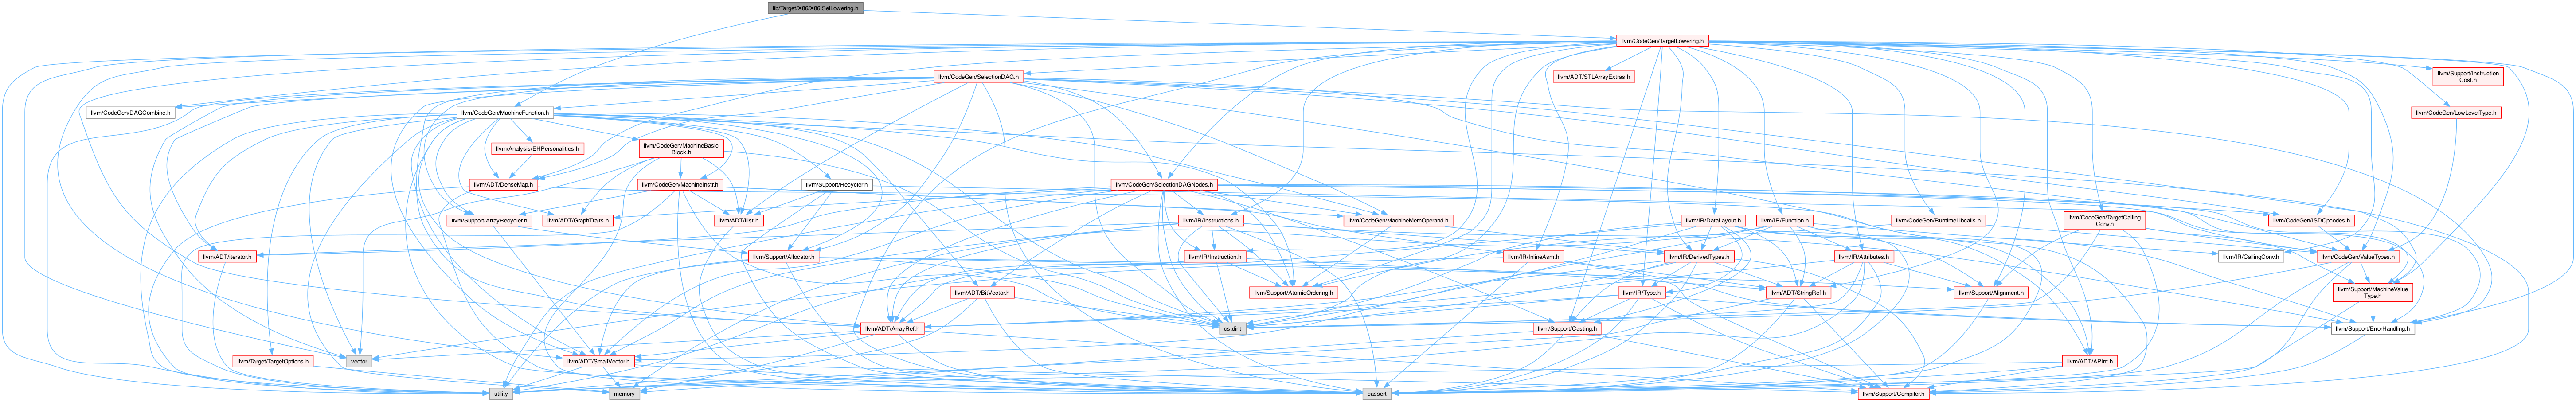 lib/Target/X86/X86ISelLowering.h
llvm/CodeGen/TargetLowering.h
llvm/CodeGen/SelectionDAG.h
llvm/ADT/STLArrayExtras.h
llvm/Support/Instruction
Cost.h
llvm/CodeGen/DAGCombine.h
llvm/CodeGen/MachineFunction.h
llvm/CodeGen/LowLevelType.h
llvm/Analysis/EHPersonalities.h
llvm/CodeGen/MachineBasic
Block.h
llvm/ADT/DenseMap.h
llvm/CodeGen/MachineInstr.h
llvm/Support/Recycler.h
llvm/CodeGen/SelectionDAGNodes.h
llvm/Support/ArrayRecycler.h
llvm/ADT/GraphTraits.h
llvm/ADT/ilist.h
llvm/IR/Instructions.h
llvm/CodeGen/MachineMemOperand.h
llvm/IR/DataLayout.h
llvm/IR/Function.h
llvm/CodeGen/RuntimeLibcalls.h
llvm/CodeGen/TargetCalling
Conv.h
llvm/CodeGen/ISDOpcodes.h
llvm/ADT/iterator.h
llvm/Support/Allocator.h
llvm/IR/Instruction.h
llvm/IR/InlineAsm.h
llvm/IR/DerivedTypes.h
llvm/IR/Attributes.h
llvm/IR/CallingConv.h
llvm/CodeGen/ValueTypes.h
llvm/ADT/BitVector.h
llvm/Support/AtomicOrdering.h
llvm/IR/Type.h
llvm/ADT/StringRef.h
llvm/Support/Alignment.h
llvm/Support/MachineValue
Type.h
llvm/ADT/ArrayRef.h
cstdint
llvm/Support/Casting.h
llvm/Support/ErrorHandling.h
llvm/Target/TargetOptions.h
vector
llvm/ADT/SmallVector.h
llvm/ADT/APInt.h
utility
memory
cassert
llvm/Support/Compiler.h